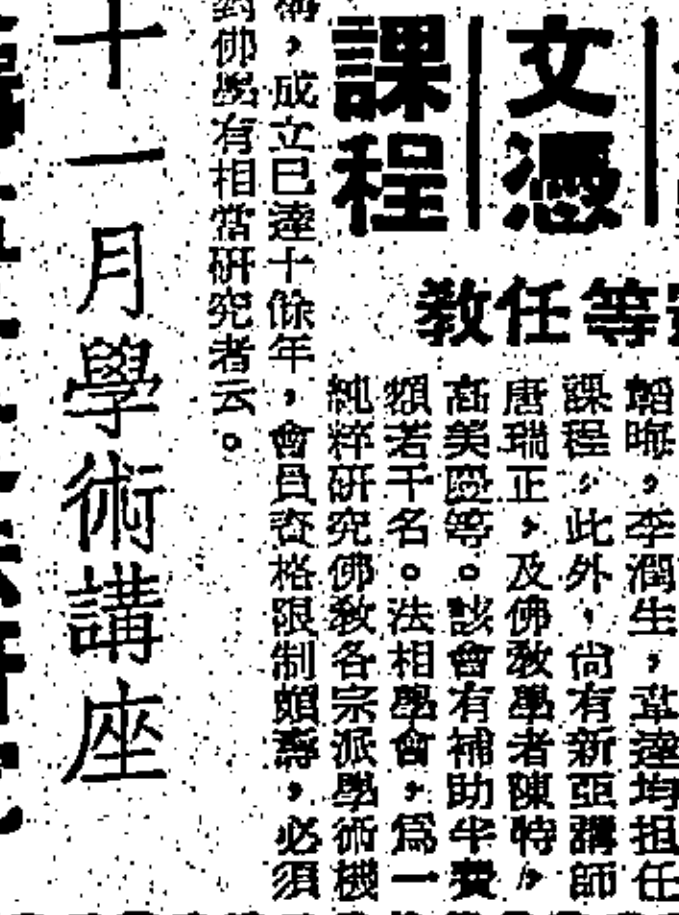 文憑
課程
等任教
韜晦，李潤生，韋達均担任
課程，此外，尚有新亞講師
唐瑞正，及佛教學者陳特，
高美慶等。該會有補助半費
額若干名。法相學會，爲一
純粹研究佛教各宗派學術機
，成立已達十餘年，會員資格限制頗壽，必須
對佛學有相當研究者云。
十一月學術講座